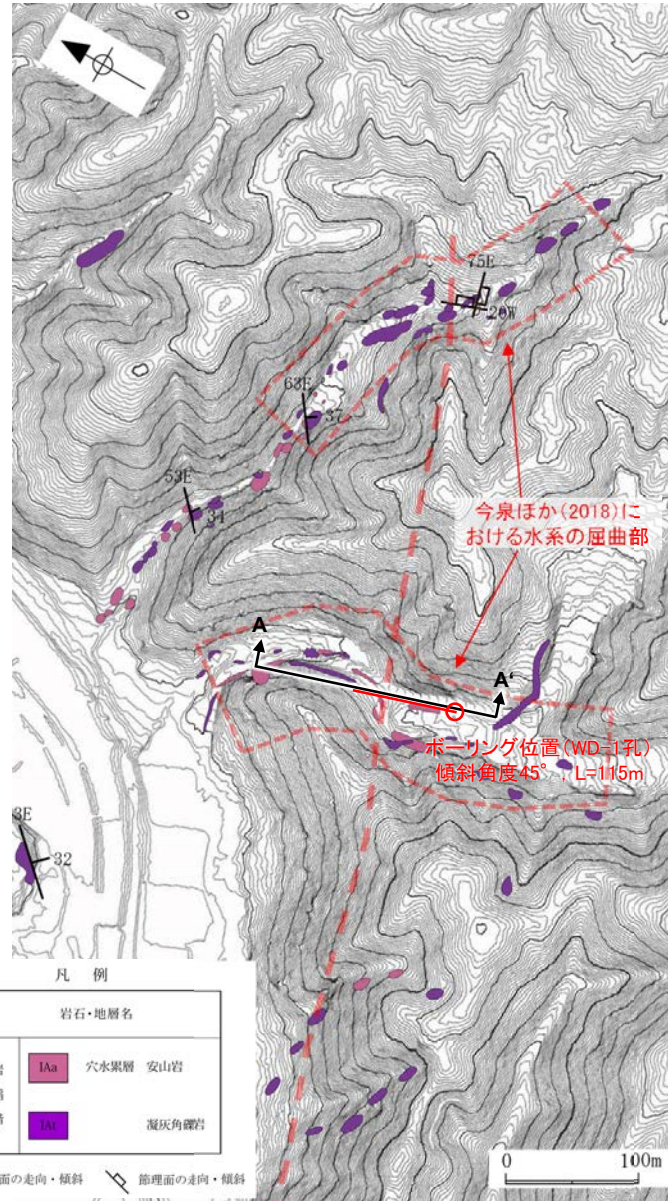 75E
20W
63E
37
53E
34
今泉ほか(2018)に
おける水系の屈曲部
A
A'
ボーリング位置(WD-1孔)
傾斜角度45°, L=115m
3E
32
凡 例
岩石・地層名
IAa 穴水累層 安山岩
IAt 凝灰角礫岩
面の走向・傾斜 節理面の走向・傾斜
0 100m